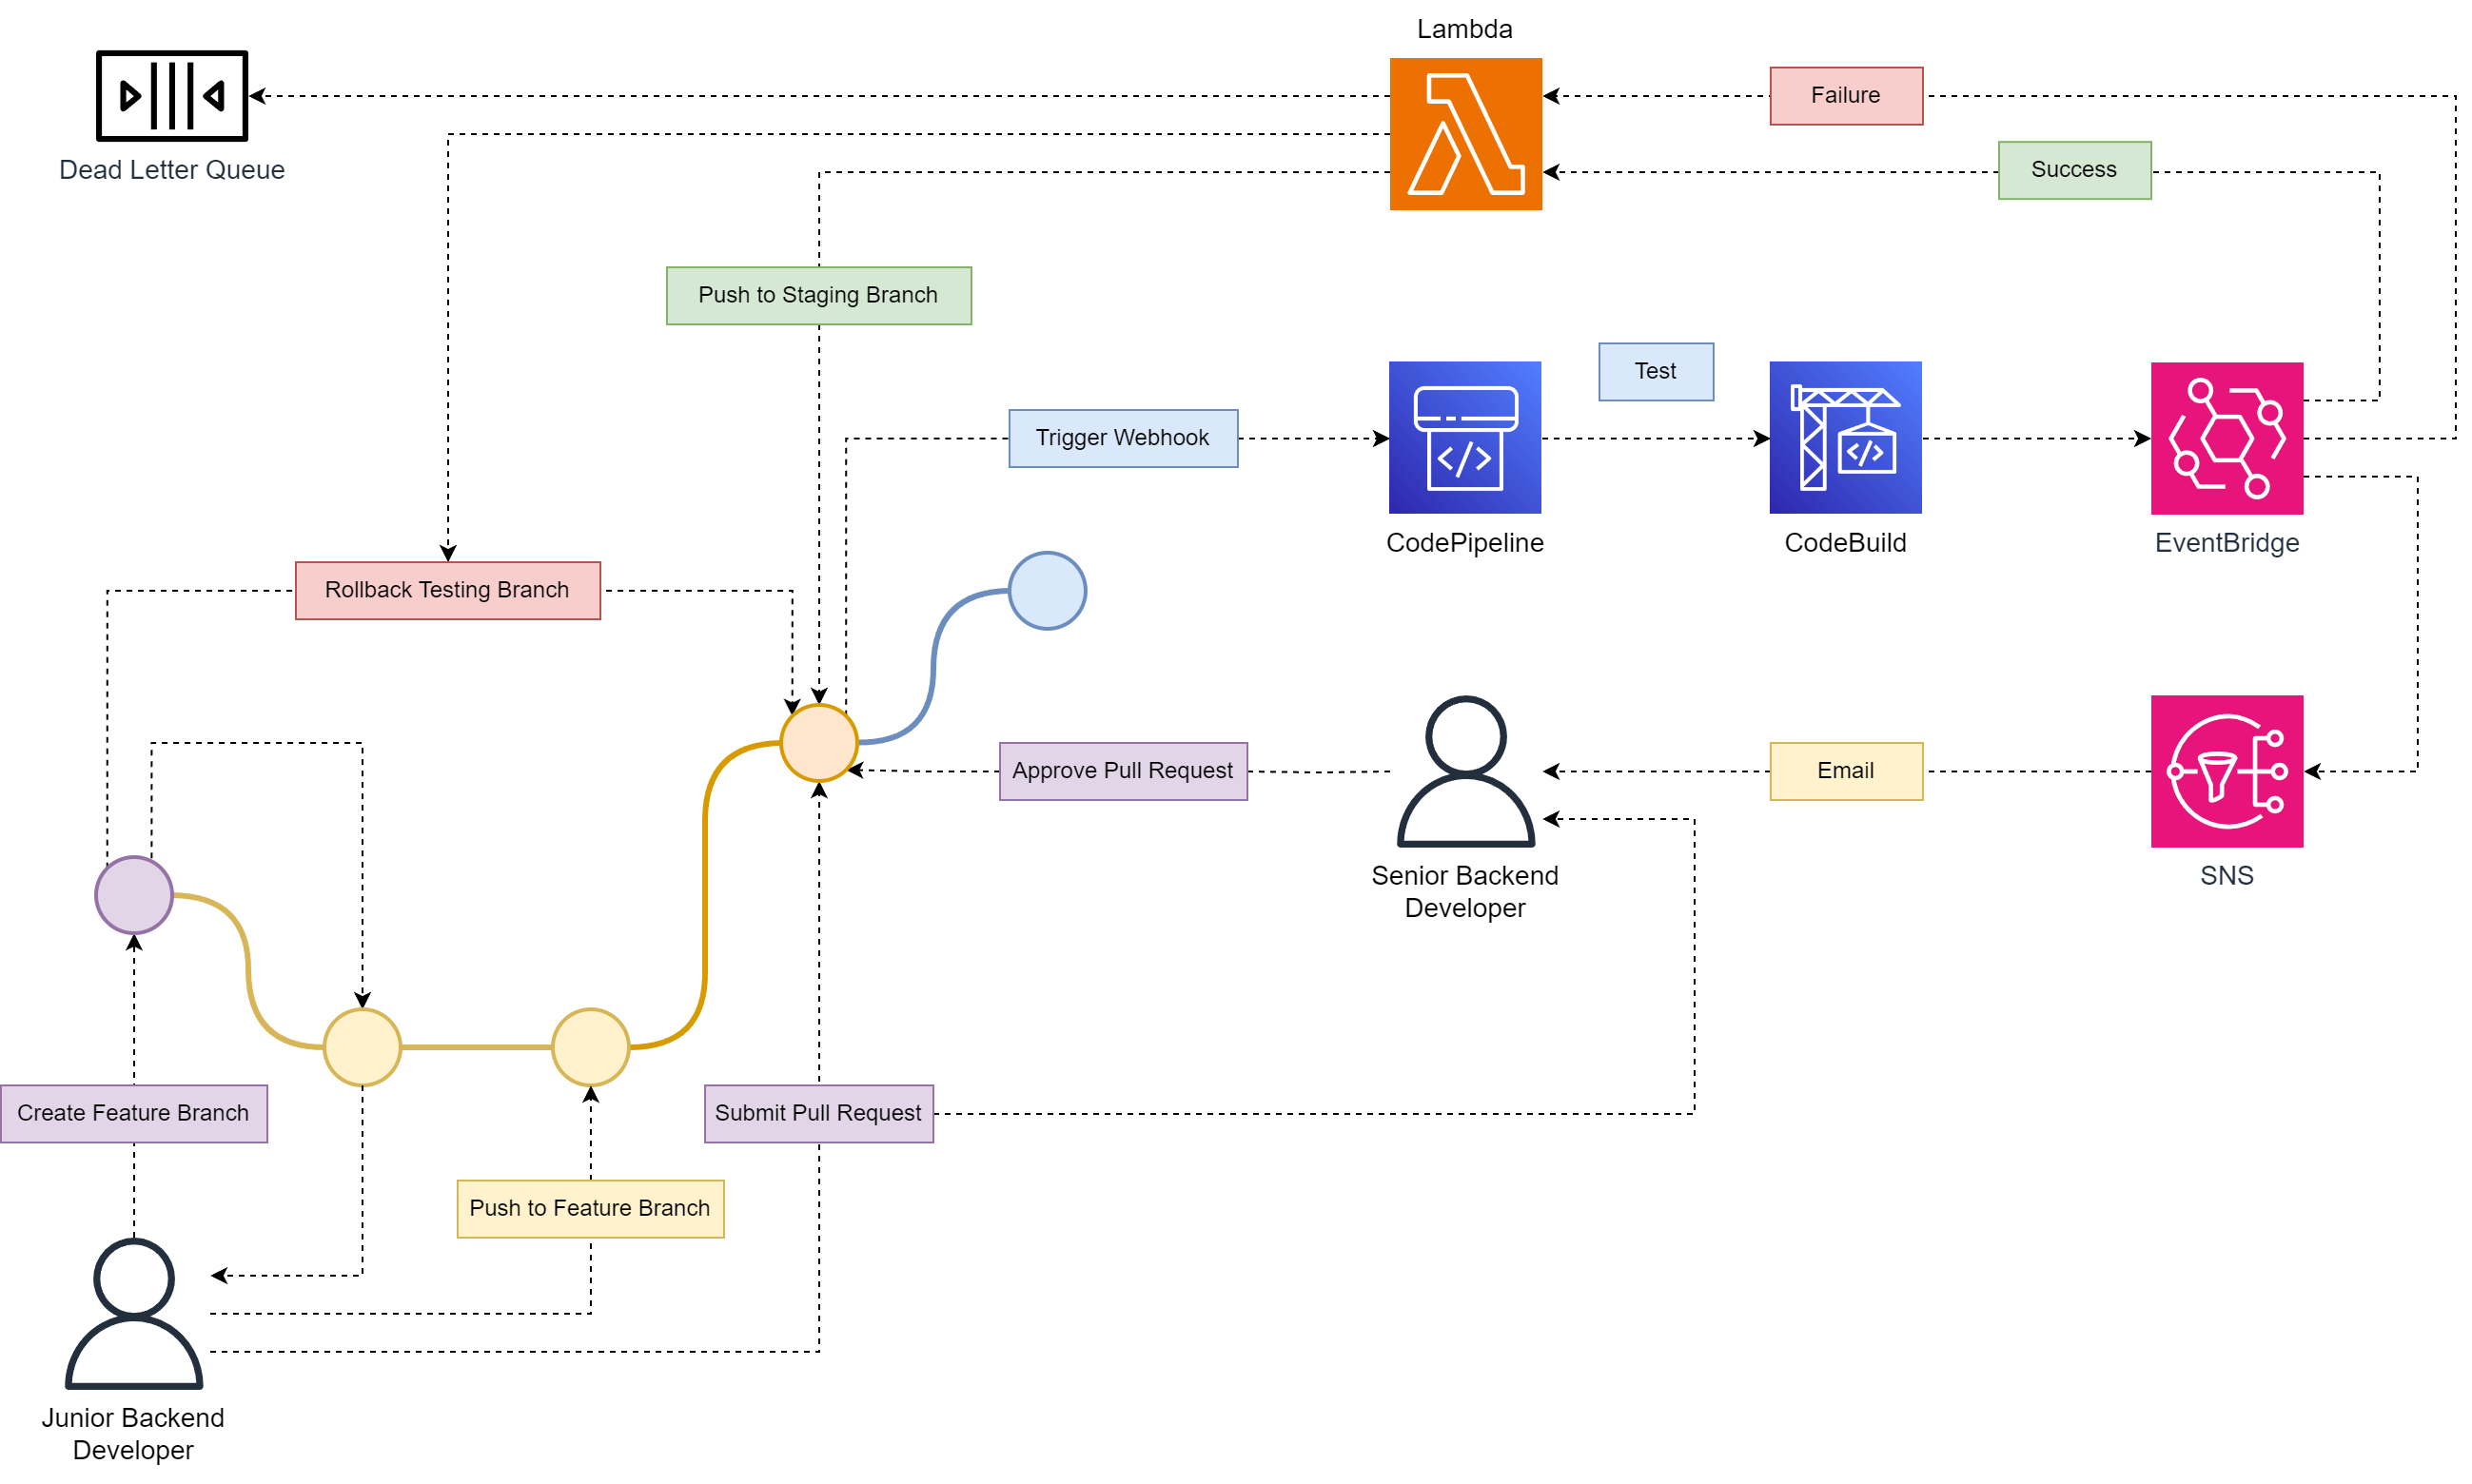 Lambda
Failure
Dead Letter Queue
Success
Push to Staging Branch
Test
Trigger Webhook
CodePipeline
CodeBuild
EventBridge
Rollback Testing Branch
Approve Pull Request
Email
Senior Backend
Developer
SNS
Create Feature Branch
Submit Pull Request
Push to Feature Branch
Junior Backend
Developer